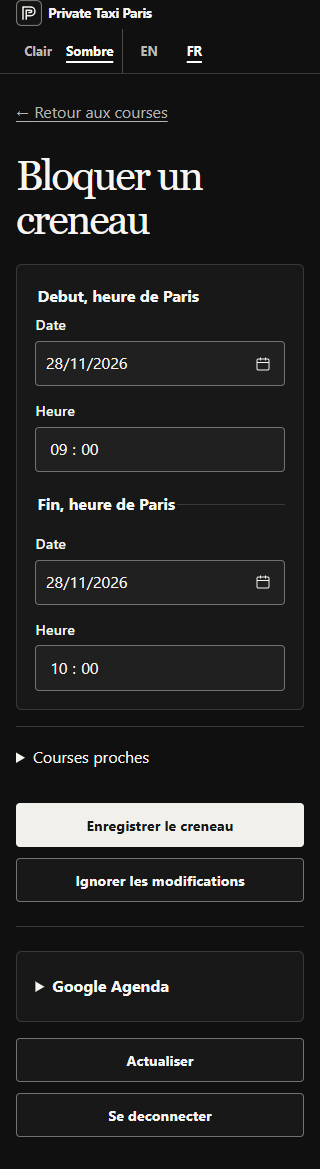 Private Taxi Paris
Clair Sombre EN FR
← Retour aux courses
Bloquer un
creneau
Debut, heure de Paris
Date
28/11/2026
Heure
09 : 00
Fin, heure de Paris
Date
28/11/2026
Heure
10 : 00
Courses proches
Enregistrer le creneau
Ignorer les modifications
Google Agenda
Actualiser
Se deconnecter